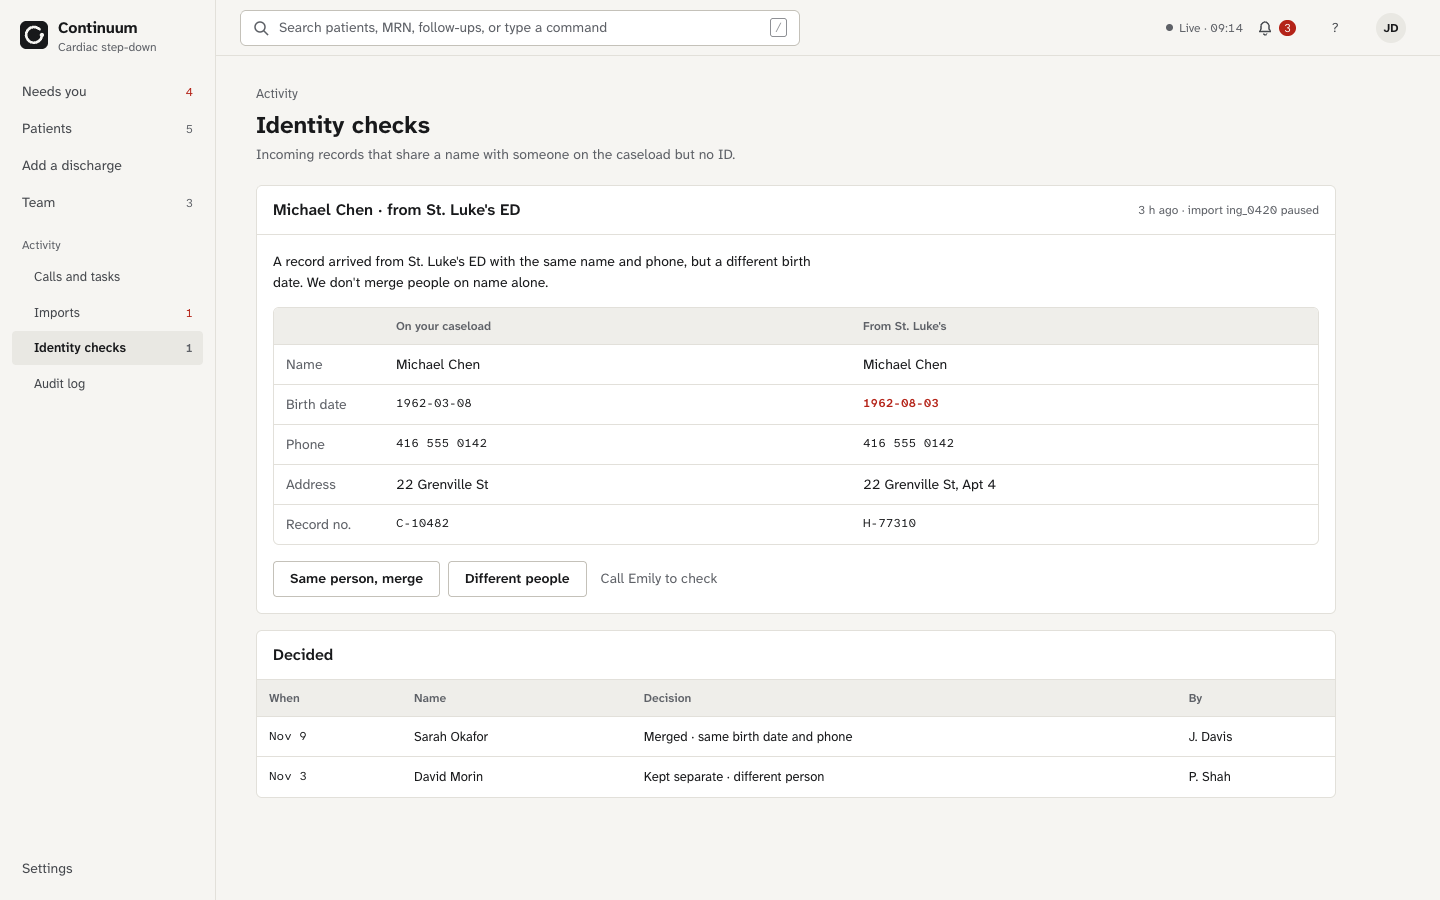 Continuum
Cardiac step-down
Search patients, MRN, follow-ups, or type a command
/
Live · 09:14
3
?
JD
Needs you 4
Patients 5
Add a discharge
Team 3
Activity
Calls and tasks
Imports 1
Identity checks 1
Audit log
Settings
Activity
Identity checks
Incoming records that share a name with someone on the caseload but no ID.
Michael Chen · from St. Luke's ED
3 h ago · import ing_0420 paused
A record arrived from St. Luke's ED with the same name and phone, but a different birth
date. We don't merge people on name alone.
On your caseload From St. Luke's
Name Michael Chen Michael Chen
Birth date 1962-03-08 1962-08-03
Phone 416 555 0142 416 555 0142
Address 22 Grenville St 22 Grenville St, Apt 4
Record no. C-10482 H-77310
Same person, merge
Different people
Call Emily to check
Decided
When Name Decision By
Nov 9 Sarah Okafor Merged · same birth date and phone J. Davis
Nov 3 David Morin Kept separate · different person P. Shah